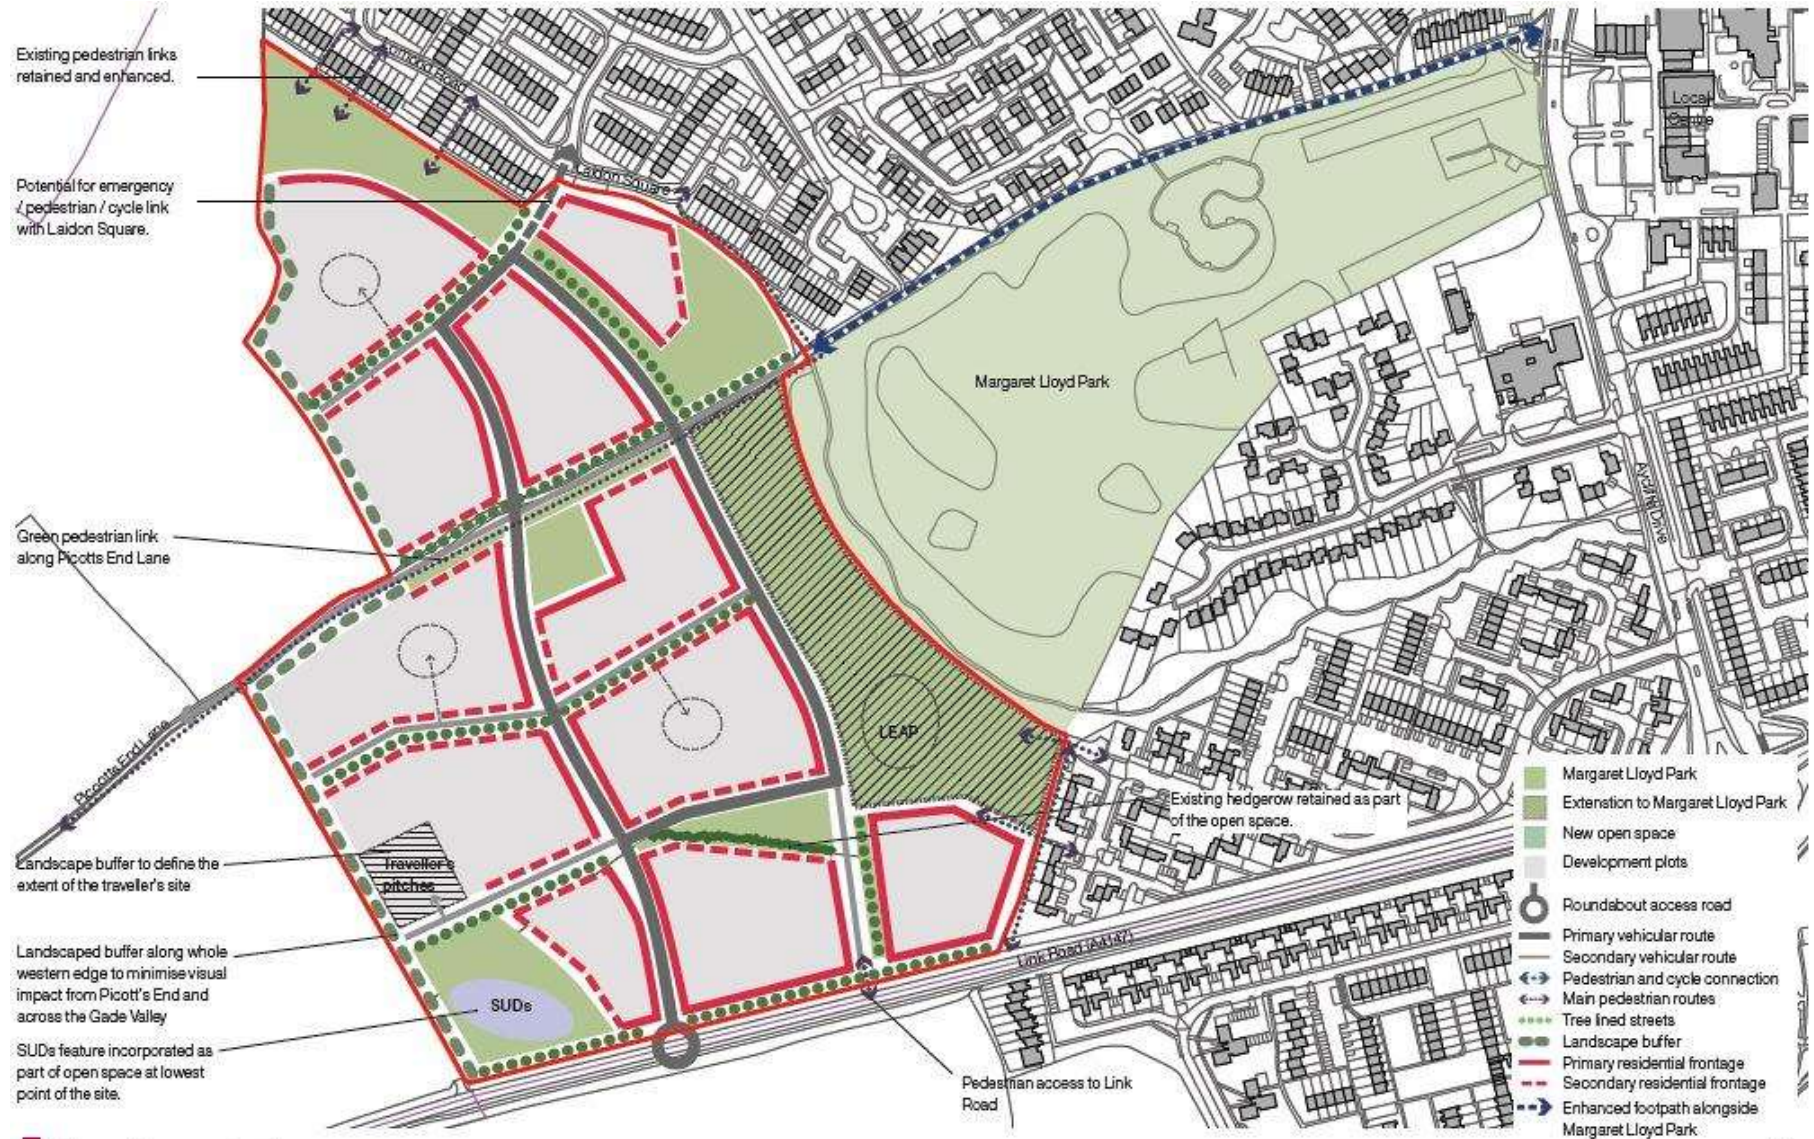 Existing pedestrian links
retained and enhanced.
Potential for emergency
/ pedestrian / cycle link
with Laidon Square.
Green pedestrian link
along Picotts End Lane
Landscape buffer to define the
extent of the traveller's site
Landscaped buffer along whole
western edge to minimise visual
impact from Picott's End and
across the Gade Valley
SUDs feature incorporated as
part of open space at lowest
point of the site.
Laidon Square
Local
Centre
Margaret Lloyd Park
LEAP
Picotts End Lane
Traveller's
pitches
SUDs
Existing hedgerow retained as part
of the open space.
Link Road (A4147)
Pedestrian access to Link
Road
Margaret Lloyd Park
Extenstion to Margaret Lloyd Park
New open space
Development plots
Roundabout access road
Primary vehicular route
Secondary vehicular route
Pedestrian and cycle connection
Main pedestrian routes
Tree lined streets
Landscape buffer
Primary residential frontage
Secondary residential frontage
Enhanced footpath alongside
Margaret Lloyd Park